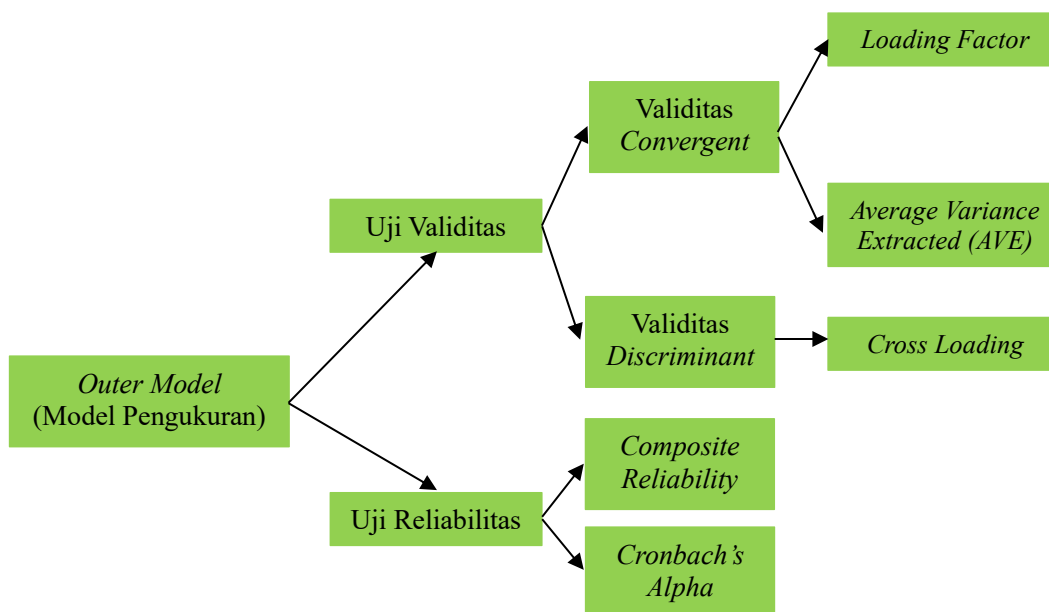 Outer Model
(Model Pengukuran)
Uji Validitas
Validitas
Convergent
Loading Factor
Average Variance
Extracted (AVE)
Validitas
Discriminant
Cross Loading
Uji Reliabilitas
Composite
Reliability
Cronbach’s
Alpha